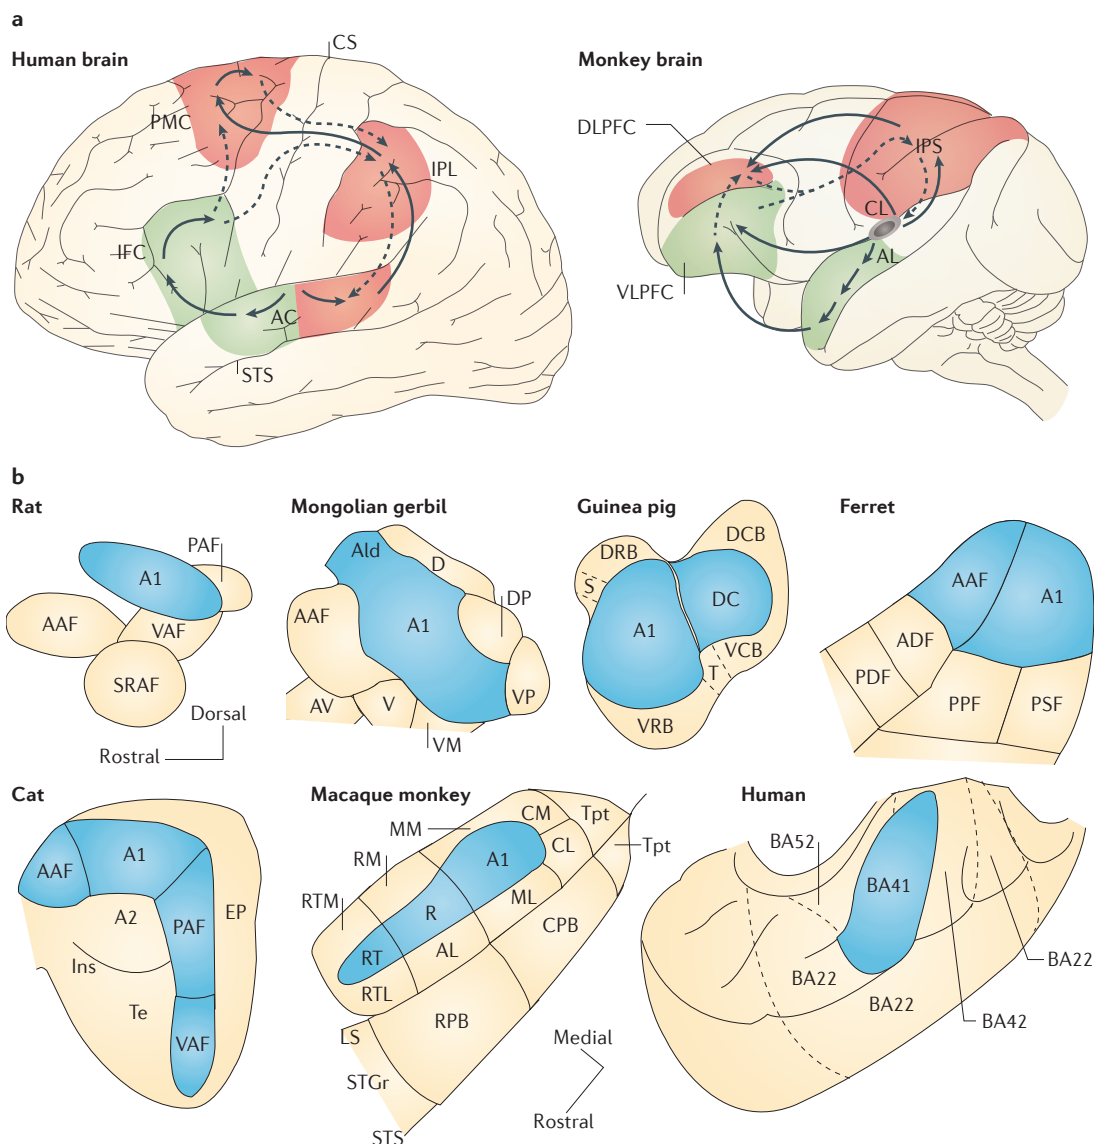 a
Human brain
CS
PMC
IPL
IFC
AC
STS
Monkey brain
DLPFC
IPS
CL
AL
VLPFC
b
Rat
PAF
A1
AAF
VAF
SRAF
Dorsal
Rostral
Mongolian gerbil
Ald
D
DP
AAF
A1
VP
AV
V
VM
Guinea pig
DCB
DRB
S
DC
A1
VCB
T
VRB
Ferret
AAF
A1
ADF
PDF
PPF
PSF
Cat
A1
AAF
A2
PAF
EP
Ins
Te
VAF
Macaque monkey
MM
CM
Tpt
RM
A1
CL
Tpt
RTM
ML
R
CPB
AL
RT
RTL
RPB
LS
STGr
STS
Medial
Rostral
Human
BA52
BA41
BA22
BA22
BA22
BA42